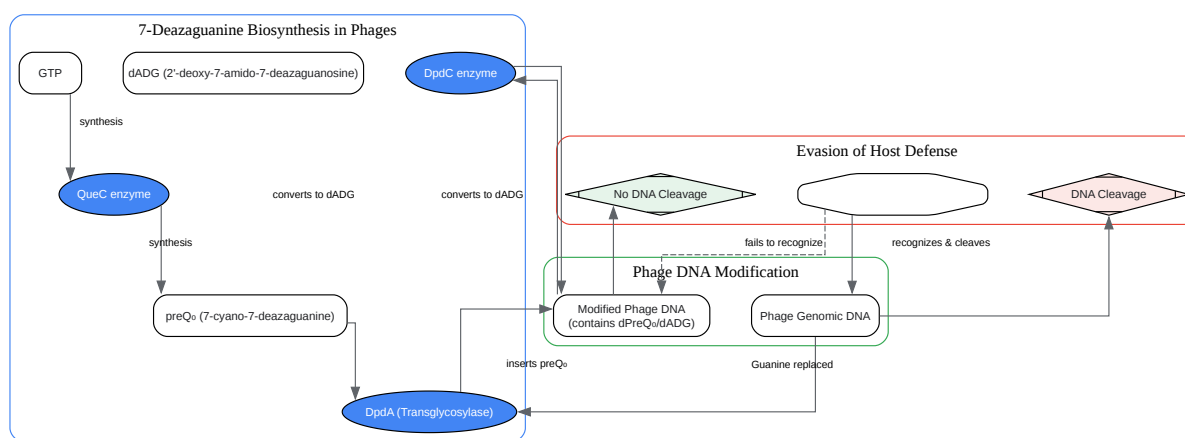 7-Deazaguanine Biosynthesis in Phages
GTP
dADG (2'-deoxy-7-amido-7-deazaguanosine)
DpdC enzyme
synthesis
Evasion of Host Defense
QueC enzyme
converts to dADG
converts to dADG
No DNA Cleavage
DNA Cleavage
synthesis
fails to recognize
recognizes & cleaves
Phage DNA Modification
preQ₀ (7-cyano-7-deazaguanine)
Modified Phage DNA
(contains dPreQ₀/dADG)
Phage Genomic DNA
inserts preQ₀
Guanine replaced
DpdA (Transglycosylase)